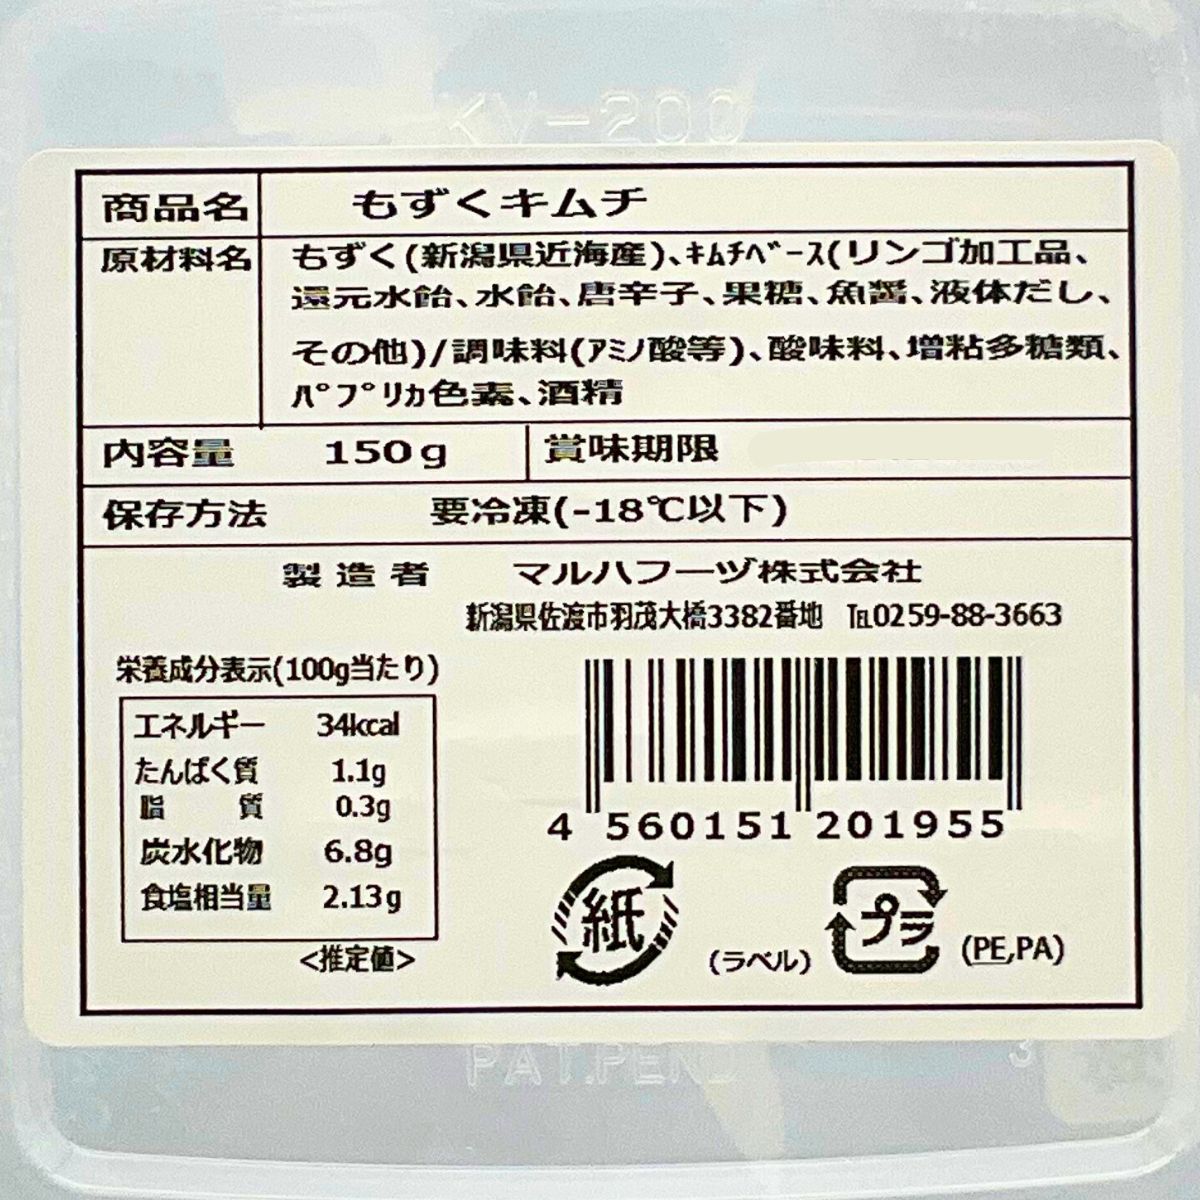 KV-200
商品名 もずくキムチ
原材料名 もずく(新潟県近海産)、ｷﾑﾁﾍﾞｰｽ(リンゴ加工品、
還元水飴、水飴、唐辛子、果糖、魚醤、液体だし、
その他)/調味料(ｱﾐﾉ酸等)、酸味料、増粘多糖類、
ﾊﾟﾌﾟﾘｶ色素、酒精
内容量 150g 賞味期限
保存方法 要冷凍(-18℃以下)
製造者 マルハフーヅ株式会社
新潟県佐渡市羽茂大橋3382番地 ℡0259-88-3663
栄養成分表示(100g当たり)
エネルギー 34kcal
たんぱく質 1.1g
脂質 0.3g
炭水化物 6.8g
食塩相当量 2.13g
<推定値>
4 560151 201955
紙 (ラベル) プラ (PE,PA)
PAT.PEND 3